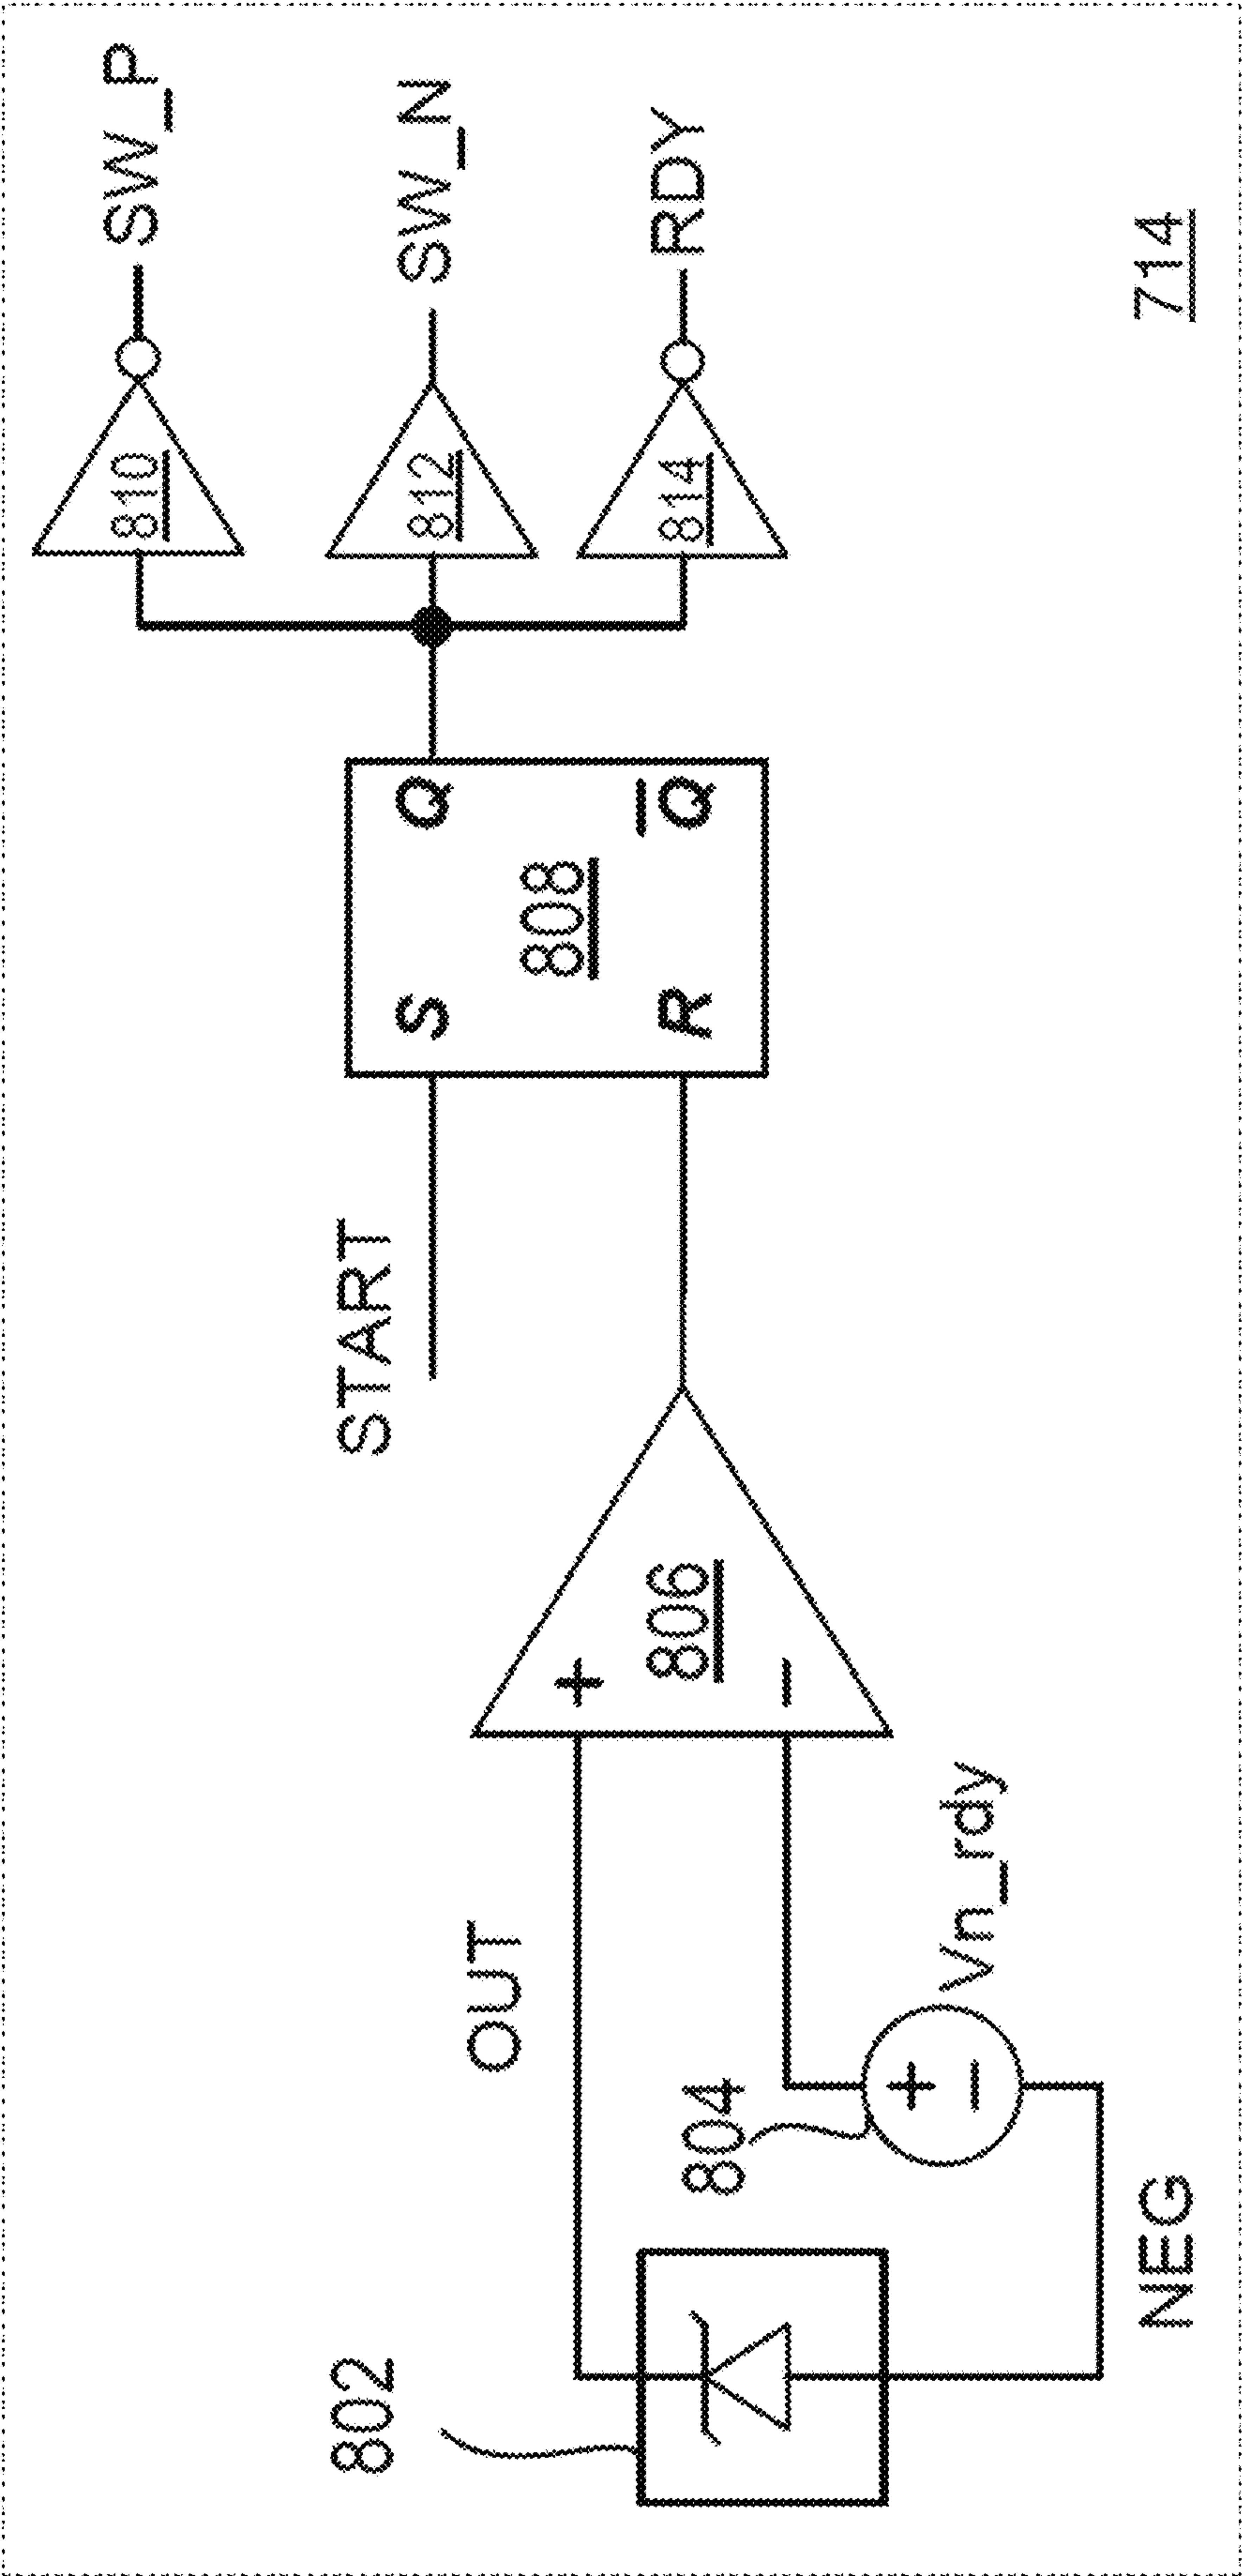 802
OUT
804
Vn_rdy
NEG
+
−
806
+
−
START
S
R
808
Q
Q̅
810
812
814
SW_P
SW_N
RDY
714